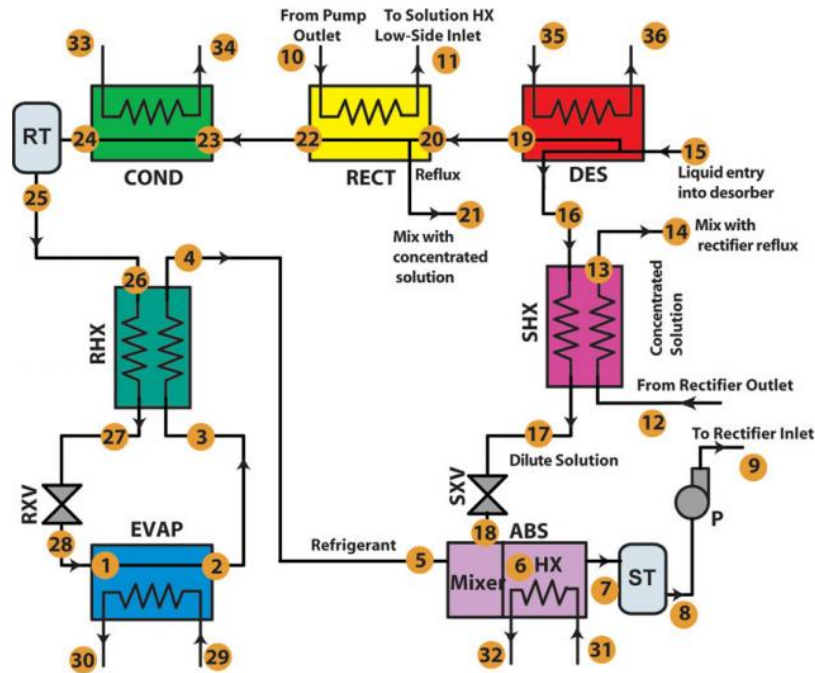 From Pump
Outlet
To Solution HX
Low-Side Inlet
33
34
10
11
35
36
RT
24
23
22
20
19
15
COND
RECT
Reflux
DES
Liquid entry
into desorber
25
21
16
14
Mix with
concentrated
solution
Mix with
rectifier reflux
4
26
13
RHX
SHX
Concentrated
Solution
From Rectifier Outlet
27
3
17
12
Dilute Solution
To Rectifier Inlet
9
RXV
SXV
P
28
EVAP
18
ABS
Refrigerant
1
2
5
Mixer
6
HX
7
ST
8
30
29
32
31